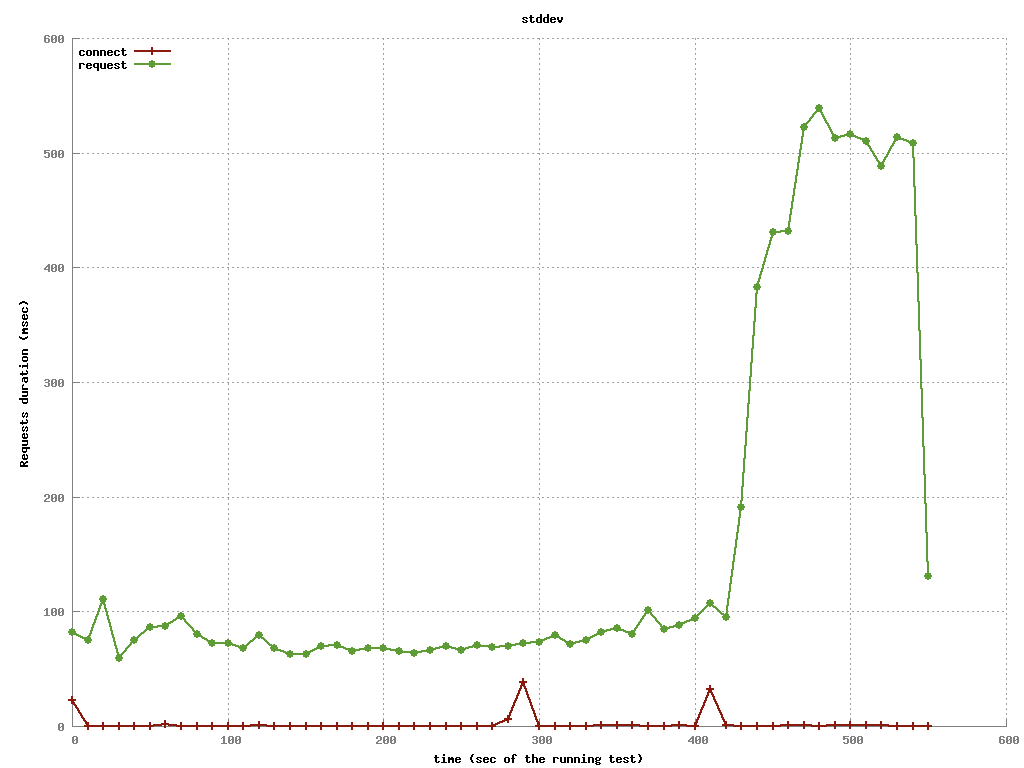 stddev
connect
request
600
500
400
300
200
100
0
Requests duration (msec)
0 100 200 300 400 500 600
time (sec of the running test)